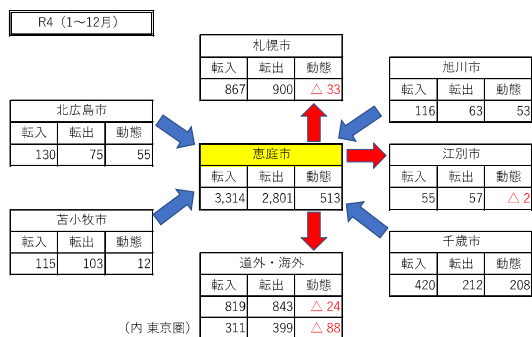 R4（1～12月）
札幌市
転入 転出 動態
867 900 △ 33
旭川市
転入 転出 動態
116 63 53
北広島市
転入 転出 動態
130 75 55
恵庭市
転入 転出 動態
3,314 2,801 513
江別市
転入 転出 動態
55 57 △ 2
苫小牧市
転入 転出 動態
115 103 12
千歳市
転入 転出 動態
420 212 208
道外・海外
転入 転出 動態
819 843 △ 24
（内 東京圏） 311 399 △ 88